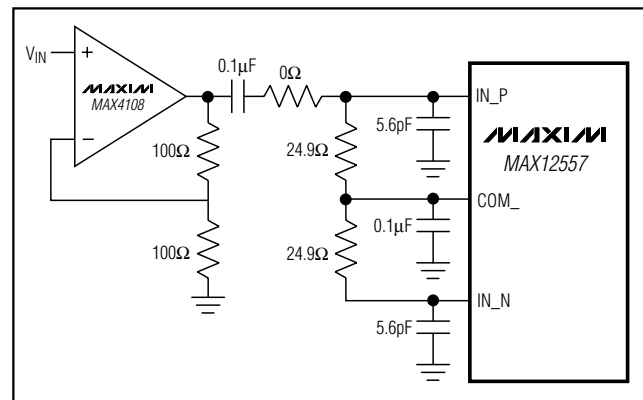 V_IN
+
−
MAXIM
MAX4108
0.1µF
0Ω
100Ω
100Ω
24.9Ω
24.9Ω
5.6pF
0.1µF
5.6pF
IN_P
COM_
IN_N
MAXIM
MAX12557